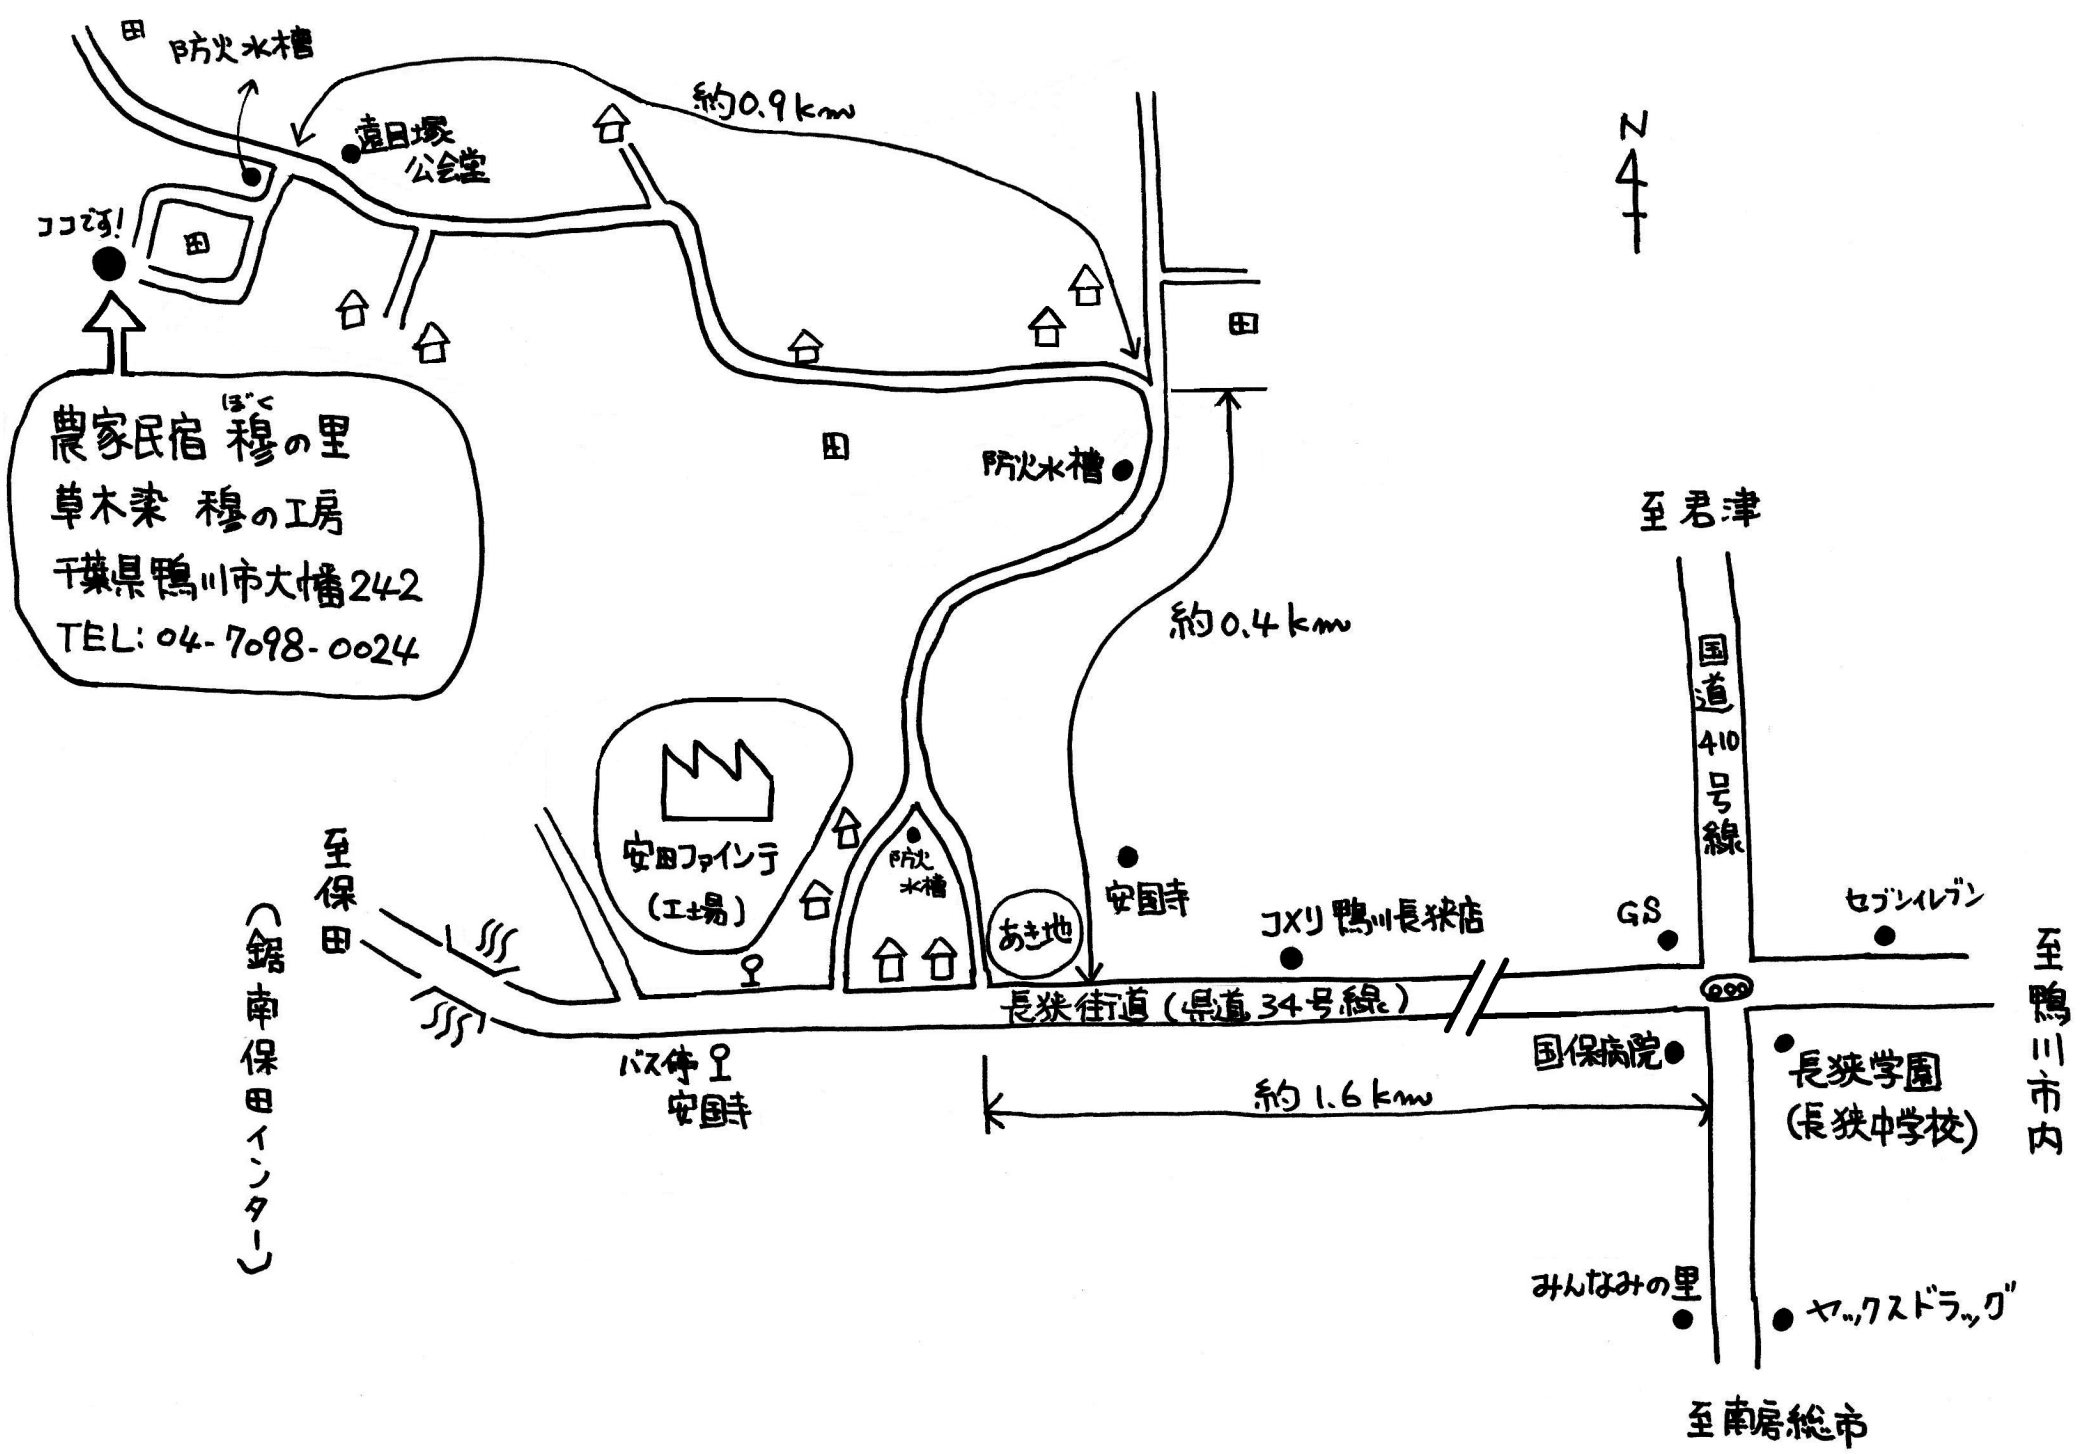 田
防火水槽
約0.9km
遠日塚
公会堂
N
ココです!
田
田
ぼく
農家民宿 穆の里
草木染 穆の工房
千葉県鴨川市大幡242
TEL: 04-7098-0024
田
防火水槽
至君津
約0.4km
国道410号線
安田ファインテ
(工場)
防火
水槽
至保田
(鋸南保田インター)
あき地
安国寺
コメリ鴨川長狭店
GS
セブンイレブン
至鴨川市内
長狭街道(県道34号線)
バス停
安国寺
国保病院
長狭学園
(長狭中学校)
約1.6km
みんなみの里
ヤックスドラッグ
至南房総市